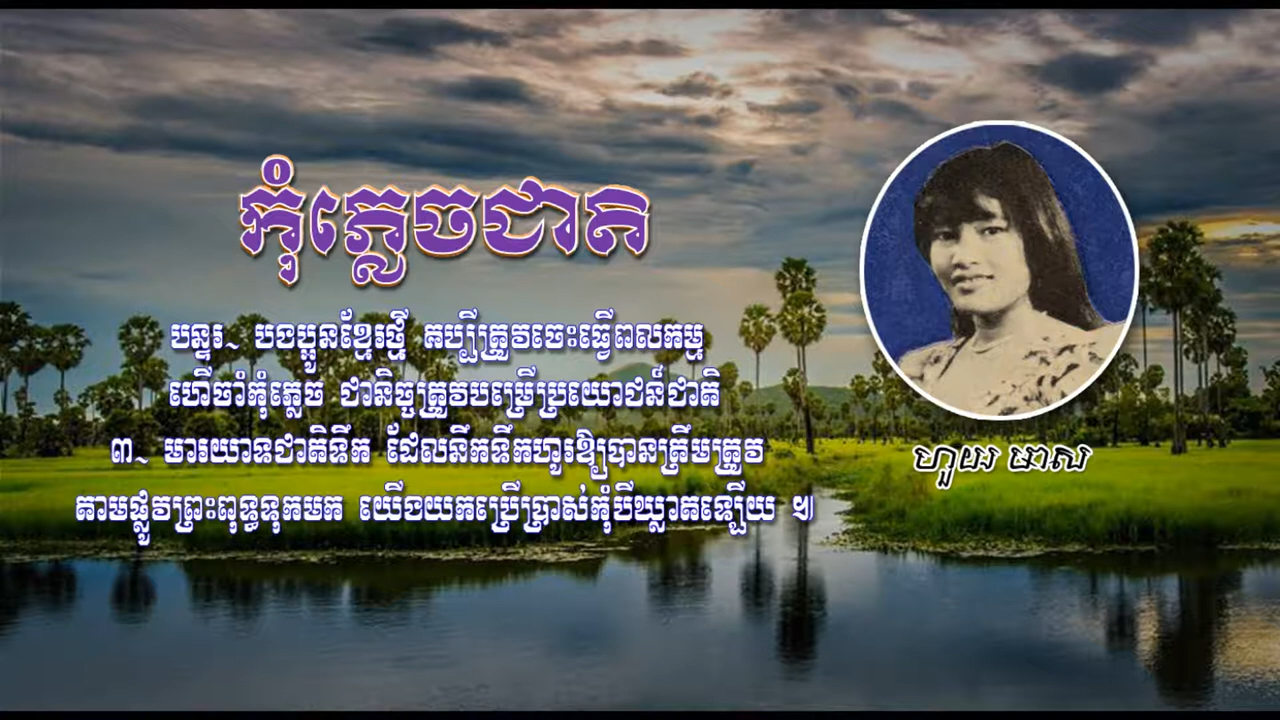 កុំភ្លេចជាតិ
បន្ទរ~ បងប្អូនខ្មែរថ្មី គប្បីត្រូវចេះធ្វើពលកម្ម
ហើចាំកុំភ្លេច ជានិច្ចត្រូវបម្រើប្រយោជន៍ជាតិ
៣~ មារយាទជាតិទឹក ដែលនឹកទឹកហូរឱ្យបានត្រឹមត្រូវ
តាមផ្លូវព្រះពុទ្ធទុកមក យើងយកប្រើប្រាស់កុំបីឃ្លាតឡើយ ៕
ហួយ មាស